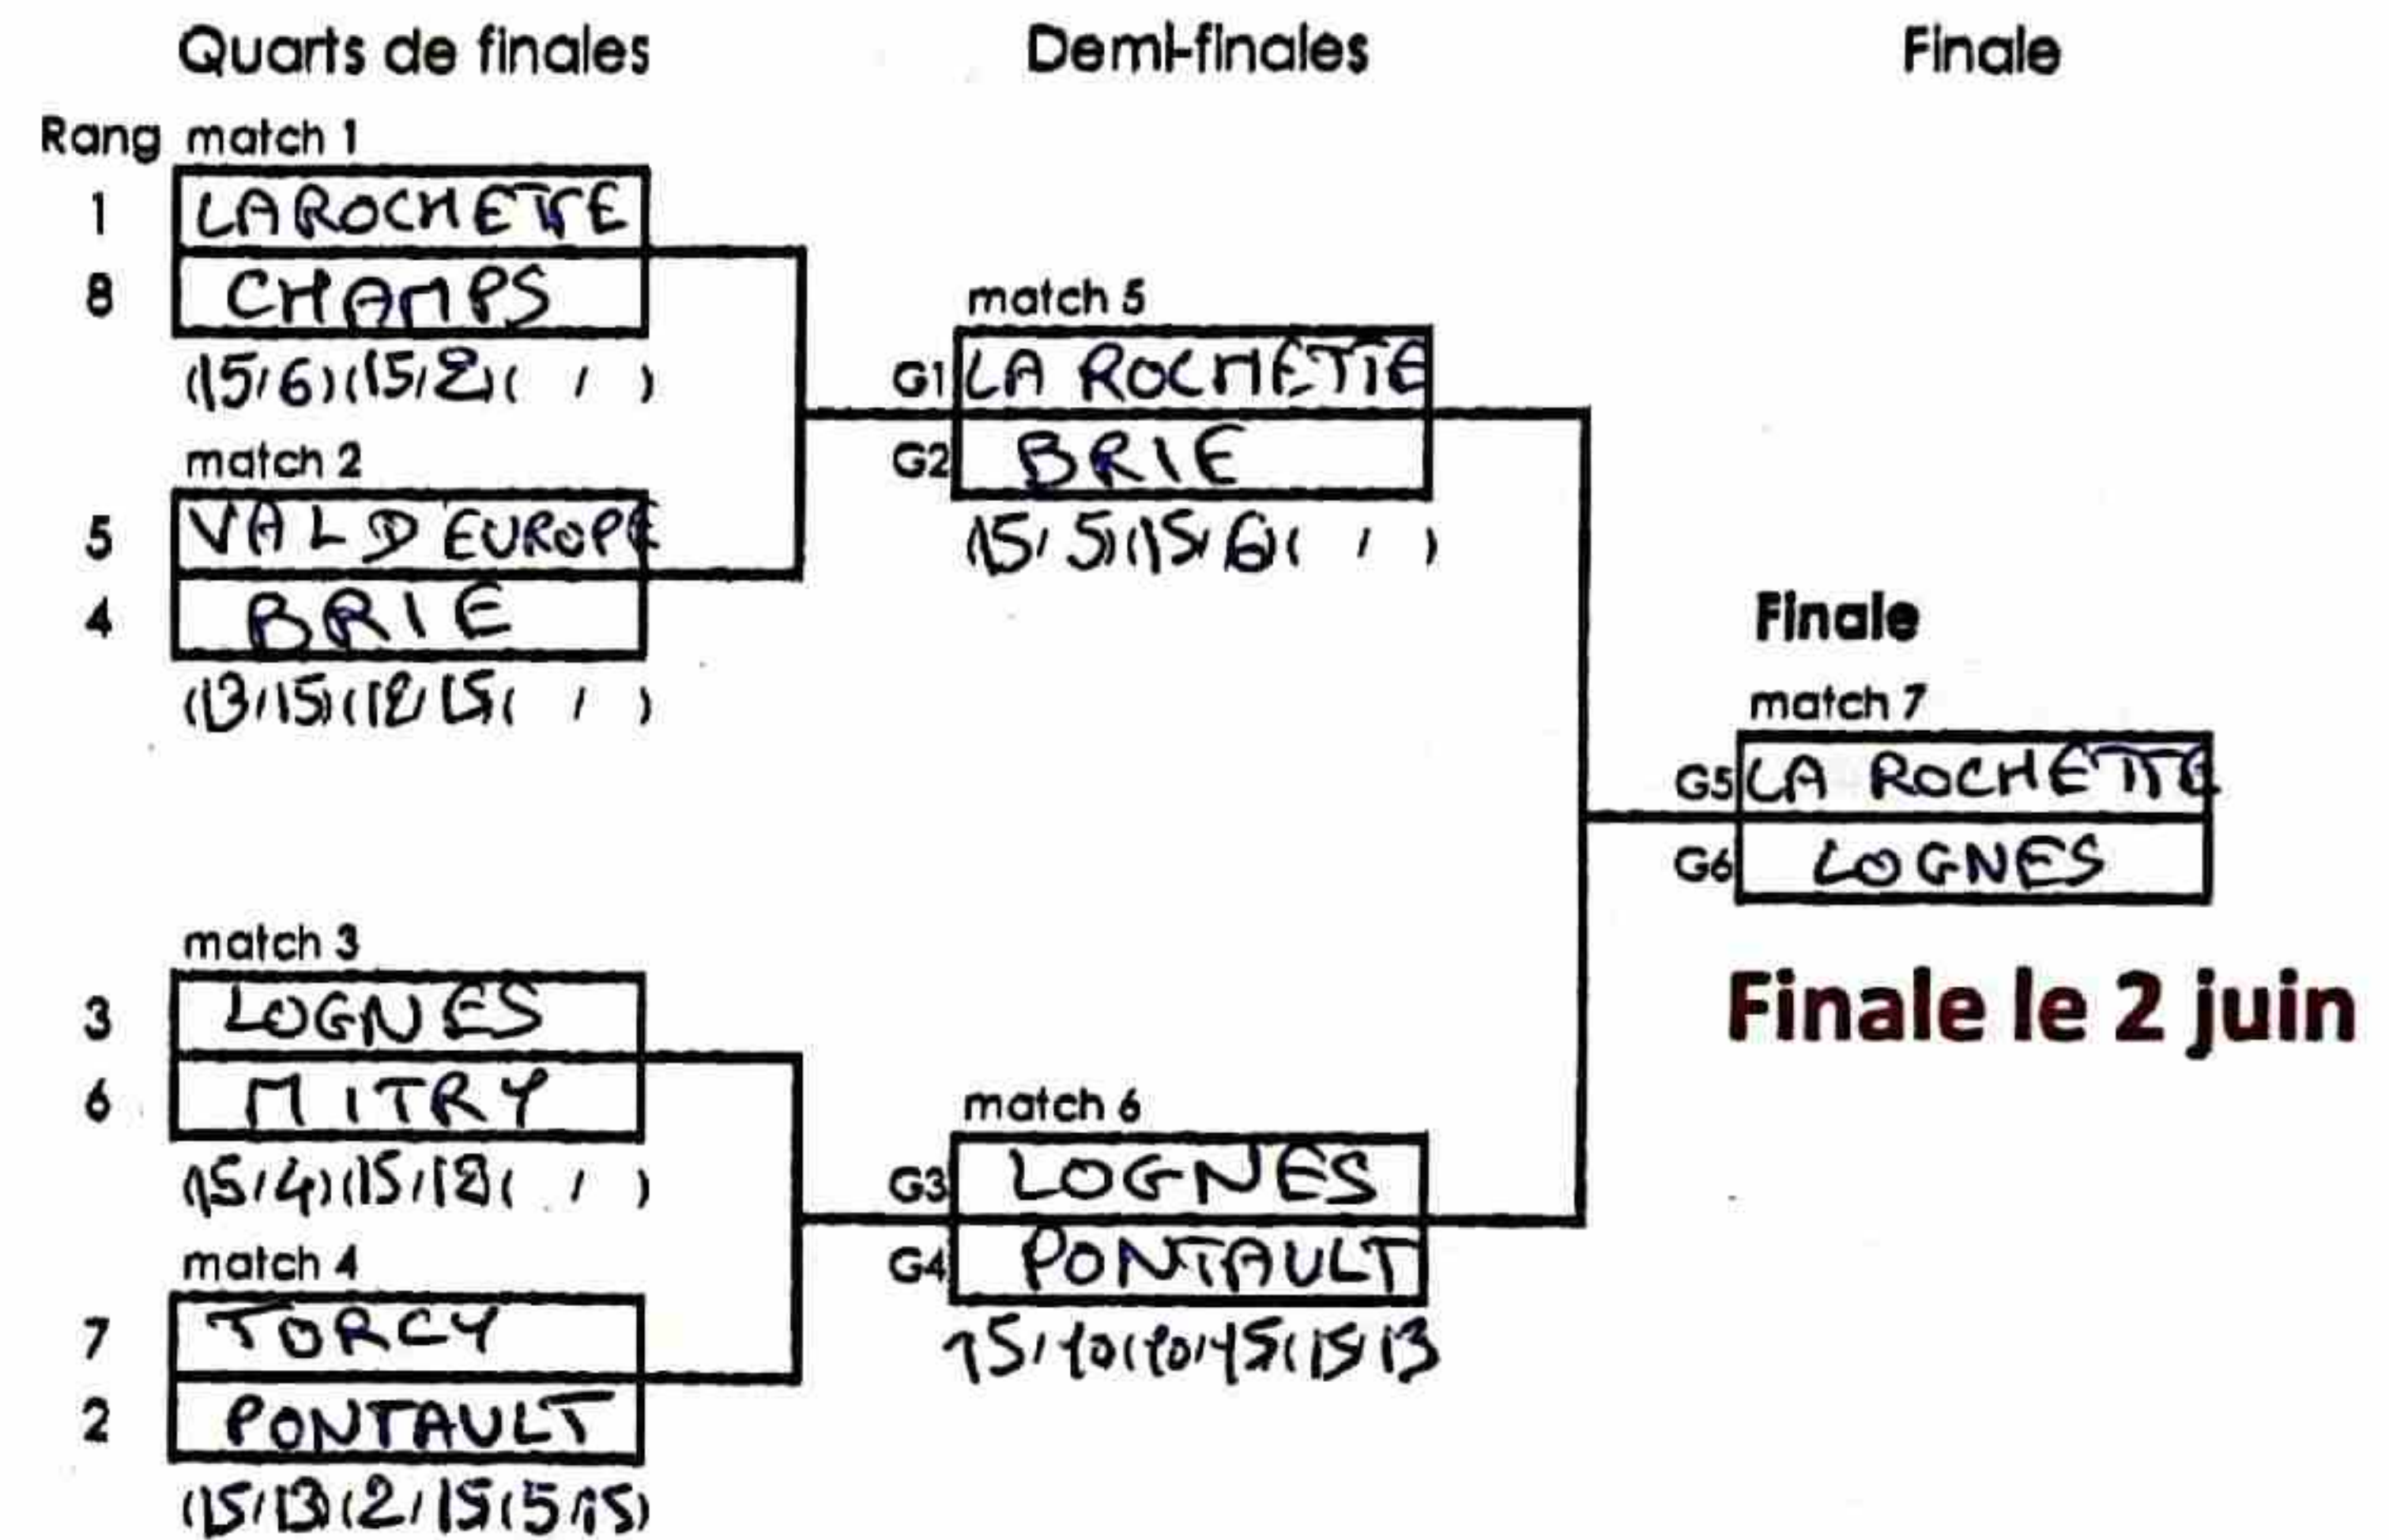 Quarts de finales Demi-finales Finale
Rang match 1
1 LA ROCHETTE
8 CHAMPS
(15/6)(15/2)( / )
match 2
5 VAL D EUROPE
4 BRIE
(13/15)(12/15( / )
match 3
3 LOGNES
6 MITRY
(15/4)(15/12( / )
match 4
7 TORCY
2 PONTAULT
(15/13)(2/15(5/15)
match 5
G1 LA ROCHETTE
G2 BRIE
(15/5)(15/6)( / )
match 6
G3 LOGNES
G4 PONTAULT
15/10(10/15(15/13
Finale
match 7
G5 LA ROCHETTE
G6 LOGNES
Finale le 2 juin